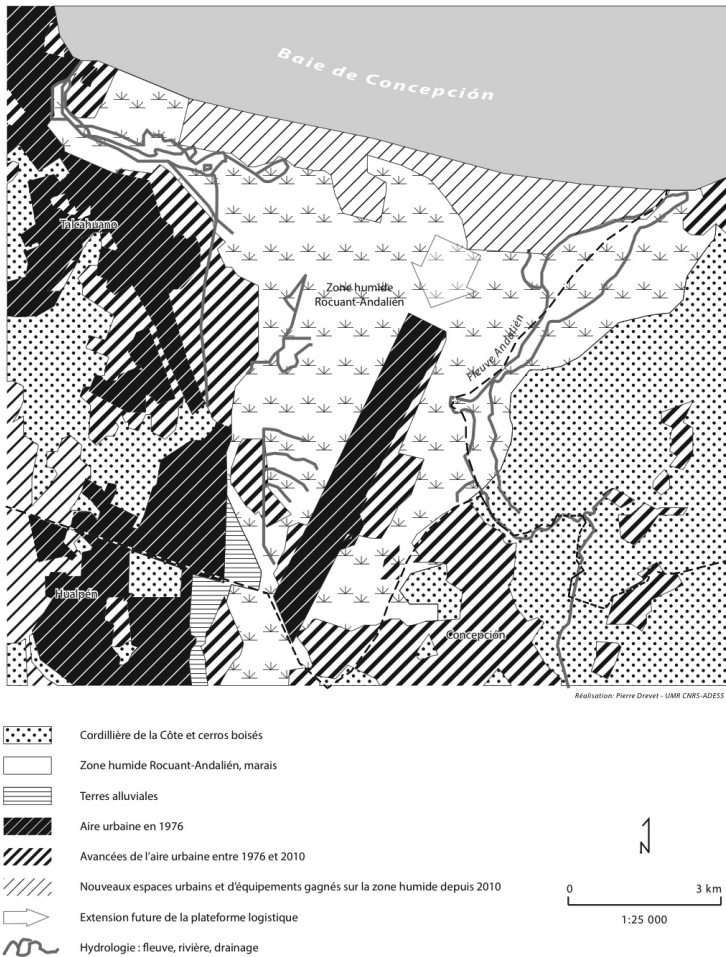 Baie de Concepción
Talcahuano
Zone humide
Rocuant-Andalién
Fleuve Andalién
Hualpén
Concepción
Réalisation: Pierre Drevet - UMR CNRS-ADESS
Cordillère de la Côte et cerros boisés
Zone humide Rocuant-Andalién, marais
Terres alluviales
Aire urbaine en 1976
Avancées de l'aire urbaine entre 1976 et 2010
Nouveaux espaces urbains et d'équipements gagnés sur la zone humide depuis 2010
Extension future de la plateforme logistique
Hydrologie : fleuve, rivière, drainage
N
0 3 km
1:25 000